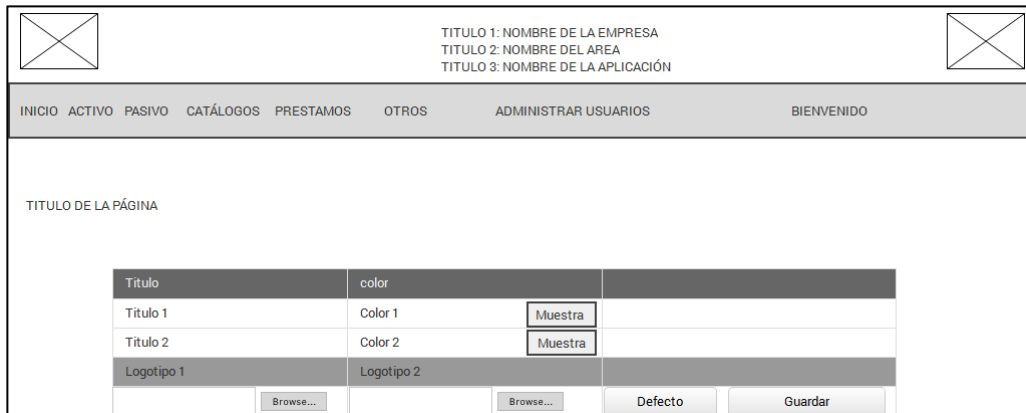 TITULO 1: NOMBRE DE LA EMPRESA
TITULO 2: NOMBRE DEL AREA
TITULO 3: NOMBRE DE LA APLICACIÓN
INICIO ACTIVO PASIVO CATÁLOGOS PRESTAMOS OTROS ADMINISTRAR USUARIOS BIENVENIDO
TITULO DE LA PÁGINA
Titulo color
Titulo 1 Color 1 Muestra
Titulo 2 Color 2 Muestra
Logotipo 1 Logotipo 2
Browse... Browse... Defecto Guardar